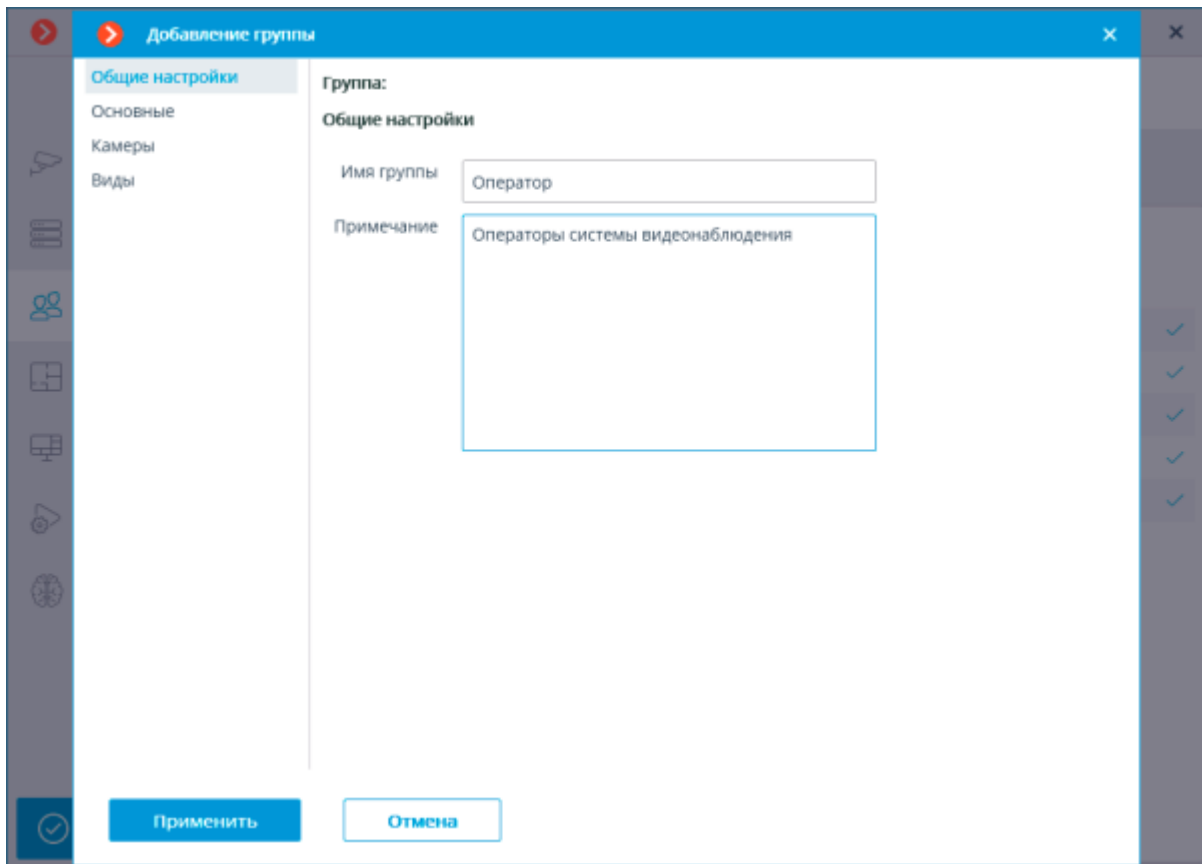 Добавление группы
Общие настройки
Основные
Камеры
Виды
Группа:
Общие настройки
Имя группы
Оператор
Примечание
Операторы системы видеонаблюдения
Применить
Отмена